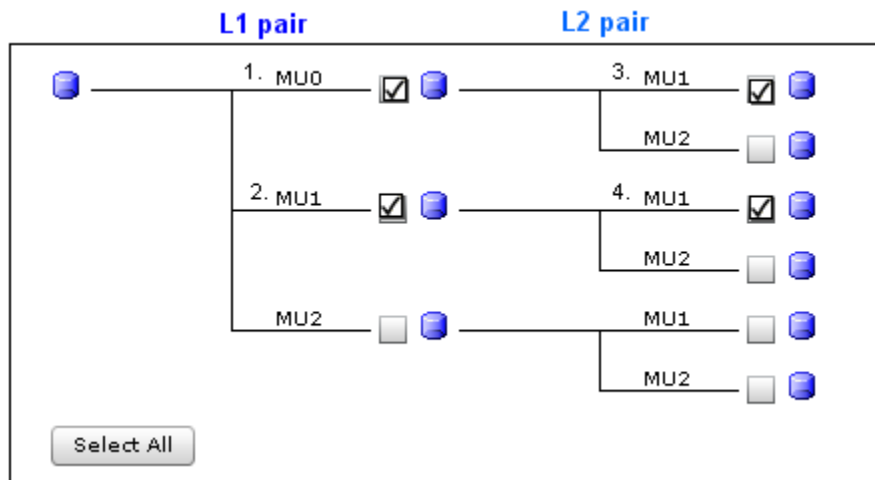 L1 pair L2 pair
1. MU0 3. MU1
MU2
2. MU1 4. MU1
MU2
MU2 MU1
MU2
Select All